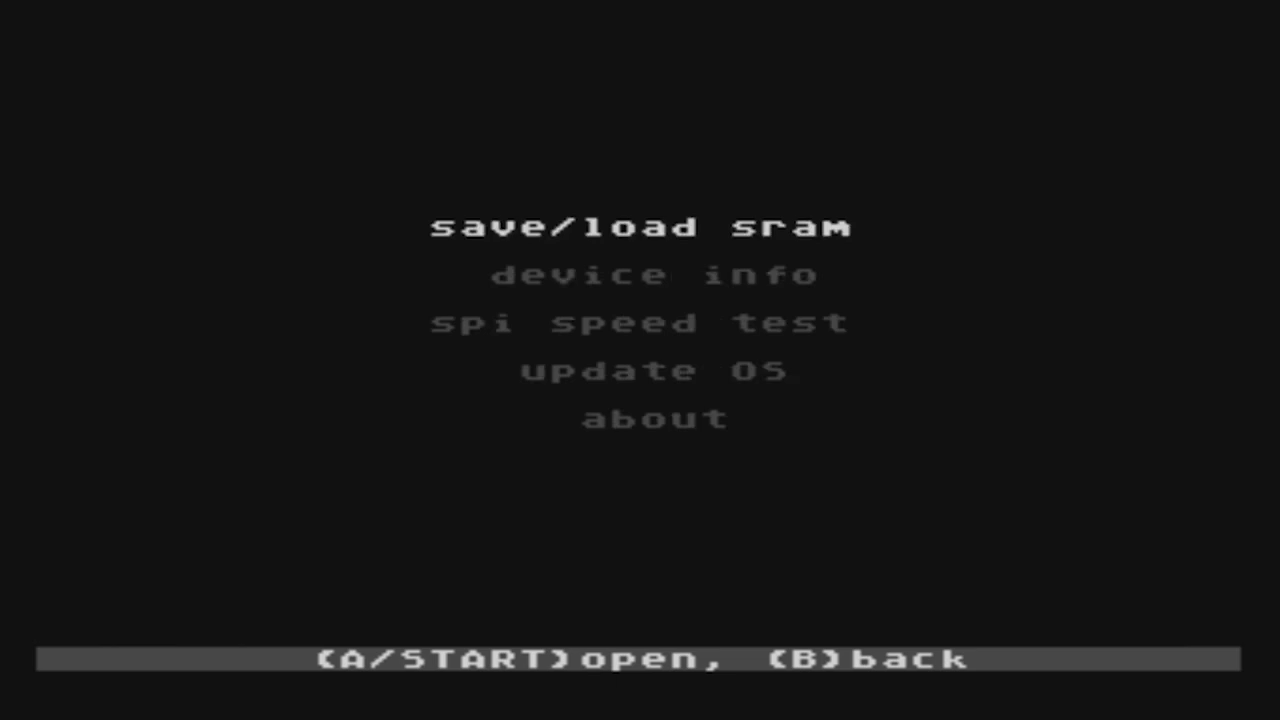 save/load sram
device info
spi speed test
update OS
about
(A/START)open, (B)back